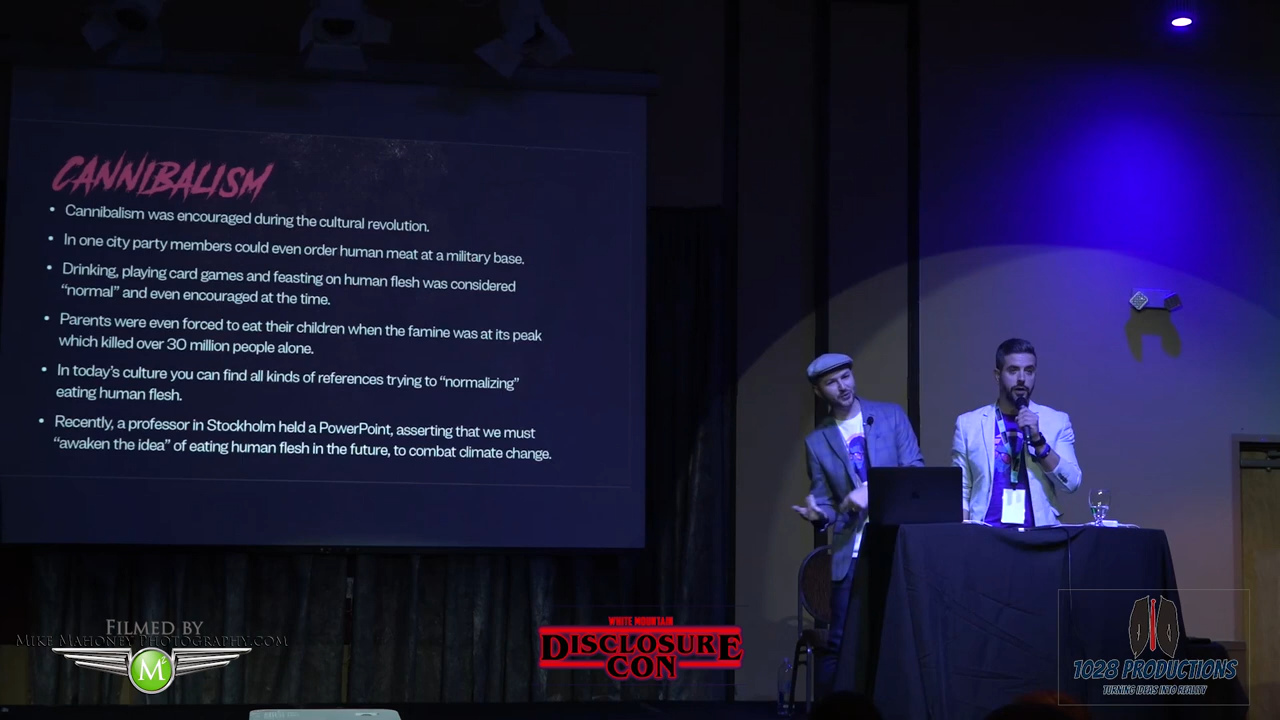 CANNIBALISM
• Cannibalism was encouraged during the cultural revolution.
• In one city party members could even order human meat at a military base.
• Drinking, playing card games and feasting on human flesh was considered
“normal” and even encouraged at the time.
• Parents were even forced to eat their children when the famine was at its peak
which killed over 30 million people alone.
• In today’s culture you can find all kinds of references trying to “normalizing”
eating human flesh.
• Recently, a professor in Stockholm held a PowerPoint, asserting that we must
“awaken the idea” of eating human flesh in the future, to combat climate change.
FILMED BY
MIKE MAHONEY PHOTOGRAPHY.COM
M
WHITE MOUNTAIN
DISCLOSURE
CON
1028 PRODUCTIONS
TURNING IDEAS INTO REALITY